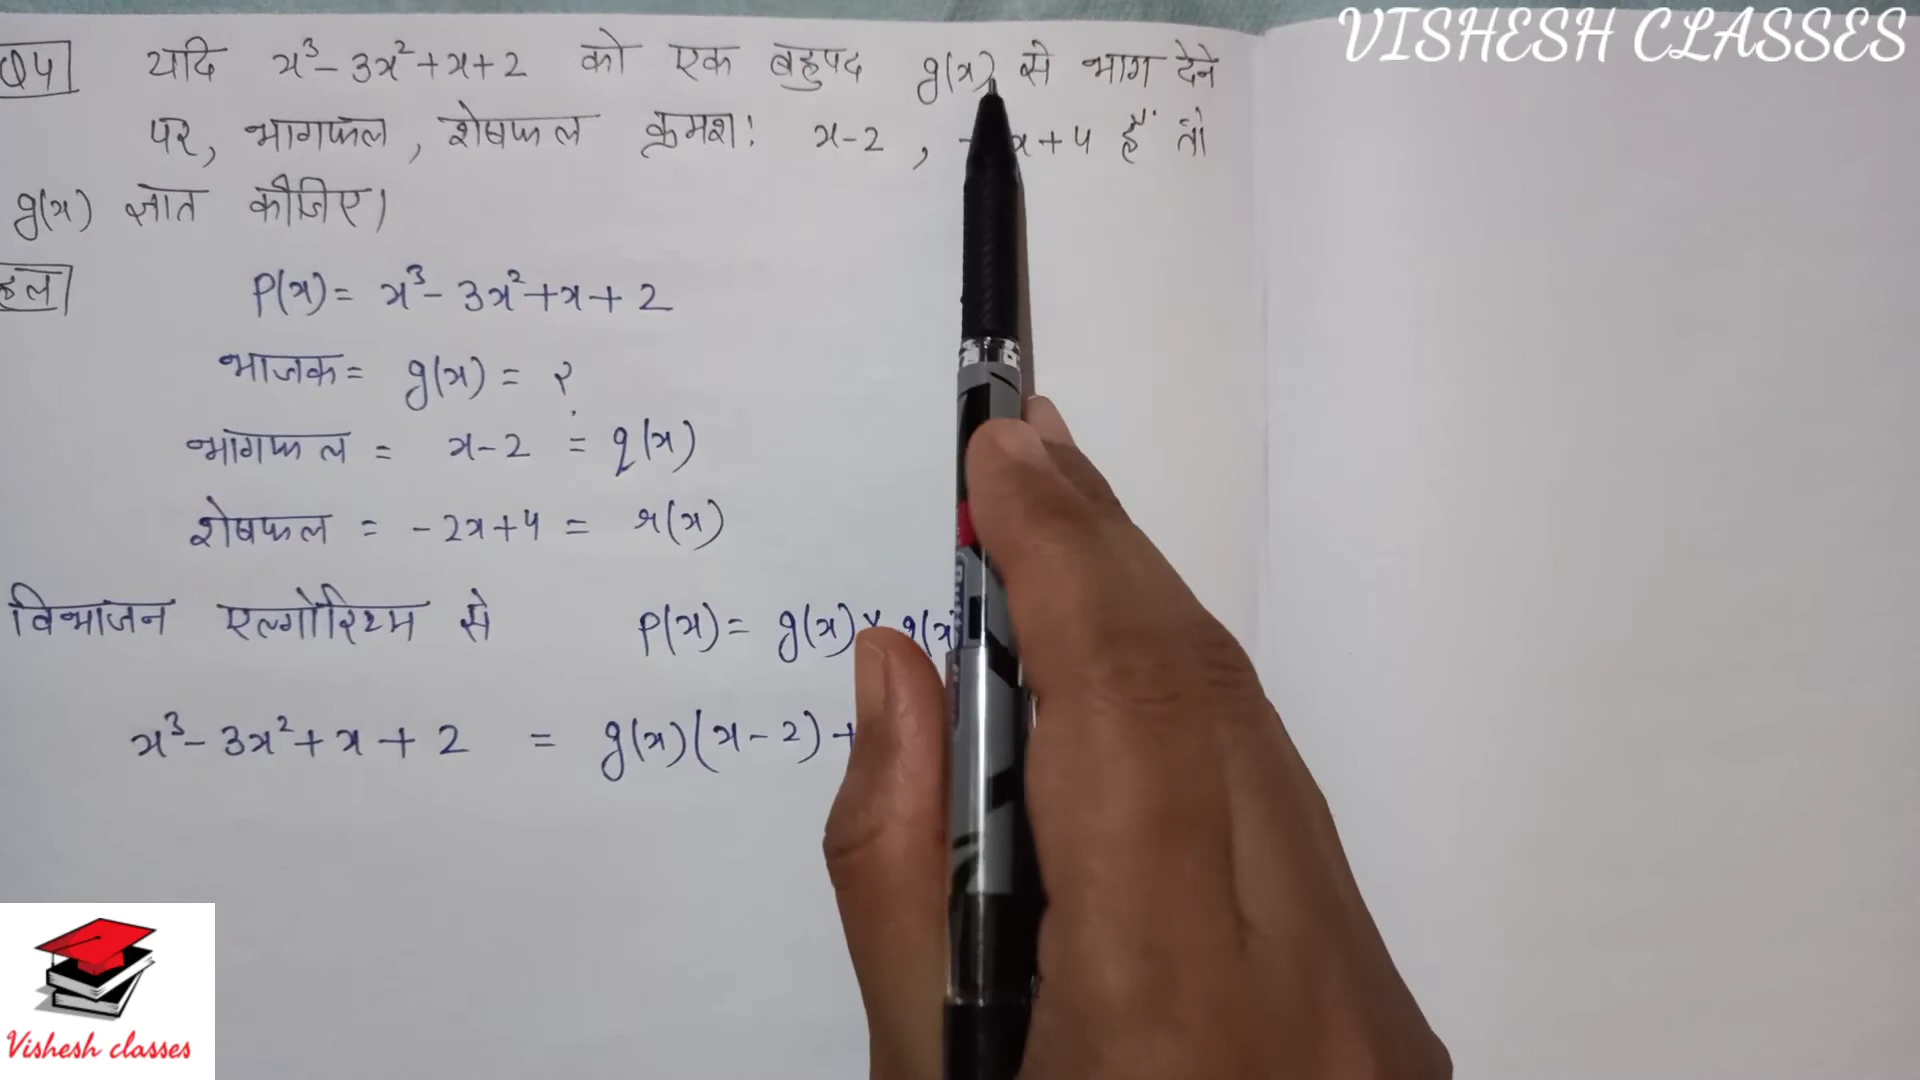 VISHESH CLASSES
Q4 यदि x³-3x²+x+2 को एक बहुपद g(x) से भाग देने
पर, भागफल, शेषफल क्रमशः x-2, x+4 हैं तो
g(x) ज्ञात कीजिए।
हल P(x) = x³-3x²+x+2
भाजक = g(x) = ?
भागफल = x-2 = q(x)
शेषफल = -2x+4 = r(x)
विभाजन एल्गोरिथ्म से P(x) = g(x) × q(x)
x³-3x²+x+2 = g(x)(x-2)+
Vishesh classes